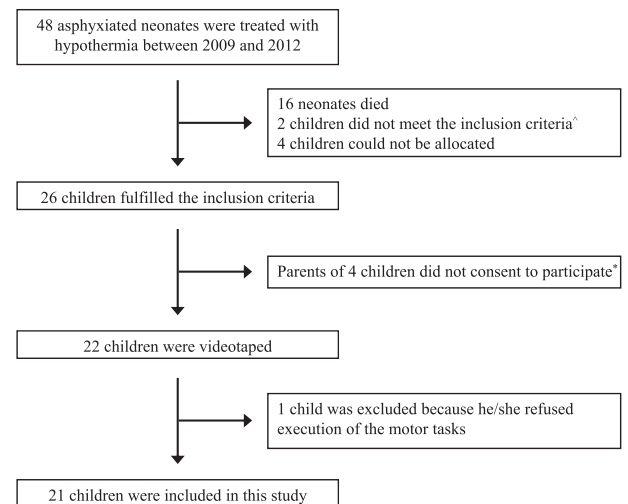 48 asphyxiated neonates were treated with
hypothermia between 2009 and 2012
16 neonates died
2 children did not meet the inclusion criteria^
4 children could not be allocated
26 children fulfilled the inclusion criteria
Parents of 4 children did not consent to participate*
22 children were videotaped
1 child was excluded because he/she refused
execution of the motor tasks
21 children were included in this study